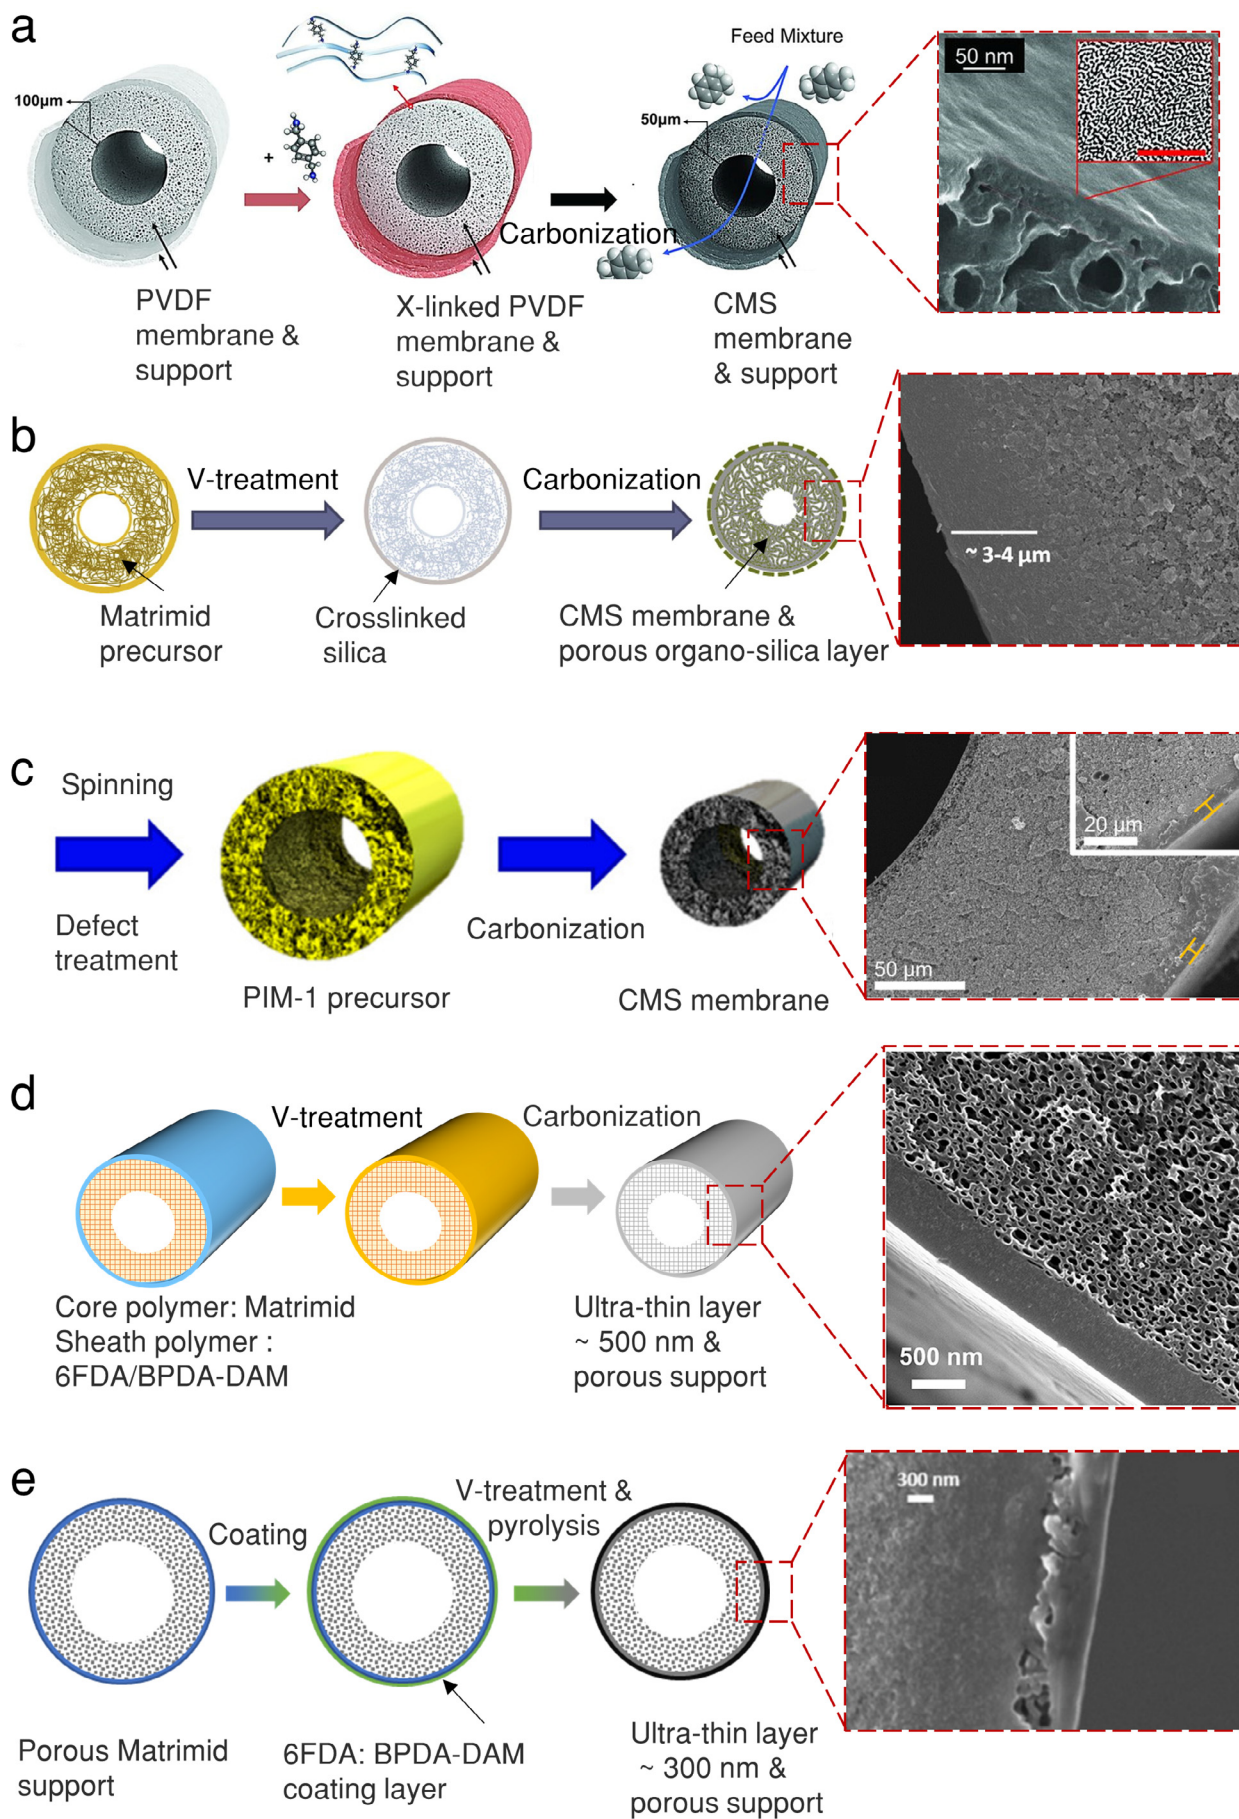 a
Feed Mixture
50 nm
100µm
50µm
+
Carbonization
PVDF
membrane &
support
X-linked PVDF
membrane &
support
CMS
membrane
& support
b
V-treatment
Carbonization
~ 3-4 µm
Matrimid
precursor
Crosslinked
silica
CMS membrane &
porous organo-silica layer
c
Spinning
Defect
treatment
PIM-1 precursor
Carbonization
CMS membrane
20 µm
50 µm
d
V-treatment
Carbonization
Core polymer: Matrimid
Sheath polymer :
6FDA/BPDA-DAM
Ultra-thin layer
~ 500 nm &
porous support
500 nm
e
Coating
V-treatment &
pyrolysis
300 nm
Porous Matrimid
support
6FDA: BPDA-DAM
coating layer
Ultra-thin layer
~ 300 nm &
porous support